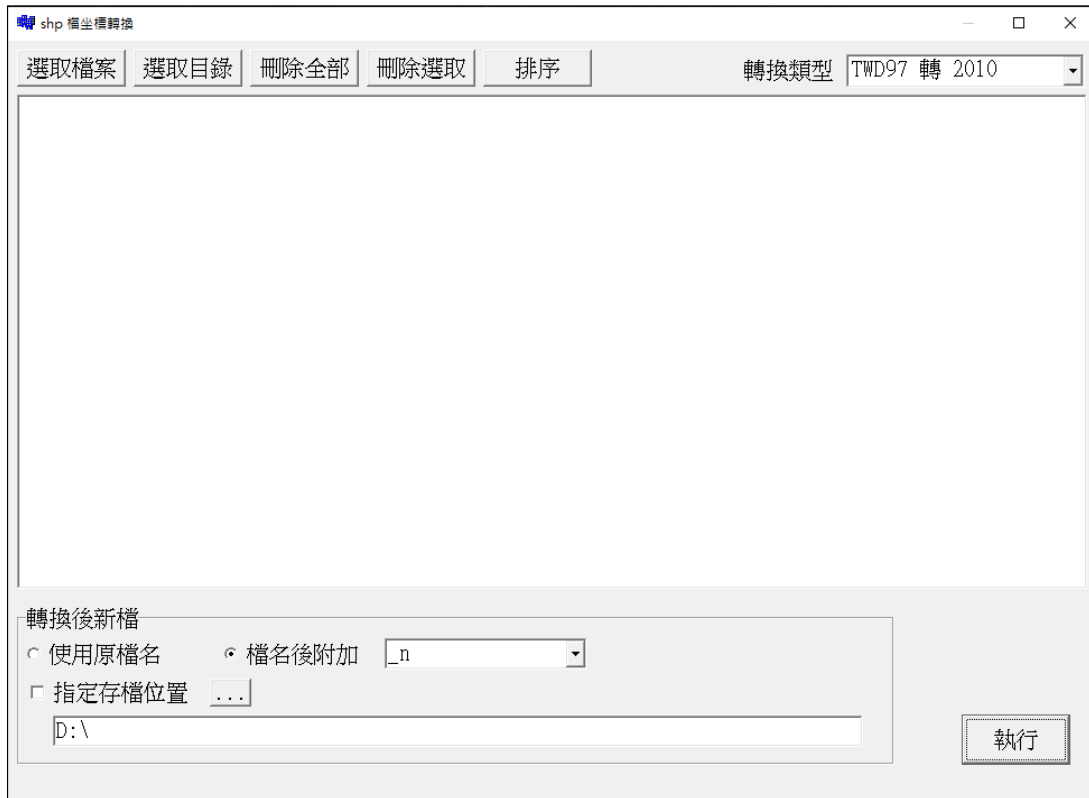 shp 檔坐標轉換
選取檔案 選取目錄 刪除全部 刪除選取 排序 轉換類型 TWD97 轉 2010
轉換後新檔
使用原檔名 檔名後附加 _n
指定存檔位置 ...
D:\
執行